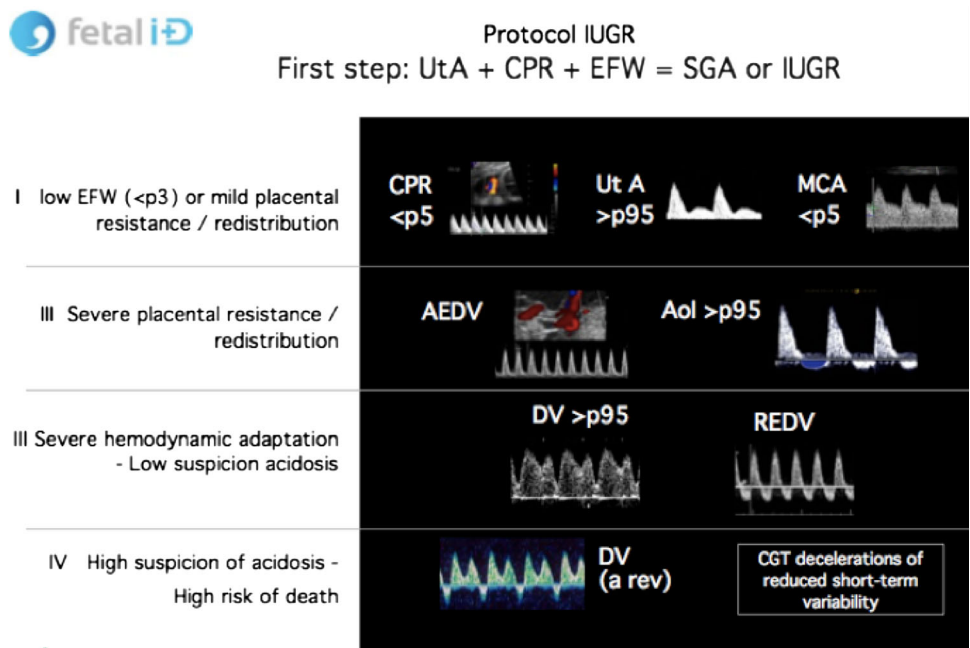 fetal iD
Protocol IUGR
First step: UtA + CPR + EFW = SGA or IUGR
I low EFW (<p3) or mild placental
resistance / redistribution
CPR
<p5
Ut A
>p95
MCA
<p5
III Severe placental resistance /
redistribution
AEDV
AoI >p95
III Severe hemodynamic adaptation
- Low suspicion acidosis
DV >p95
REDV
IV High suspicion of acidosis -
High risk of death
DV
(a rev)
CGT decelerations of
reduced short-term
variability